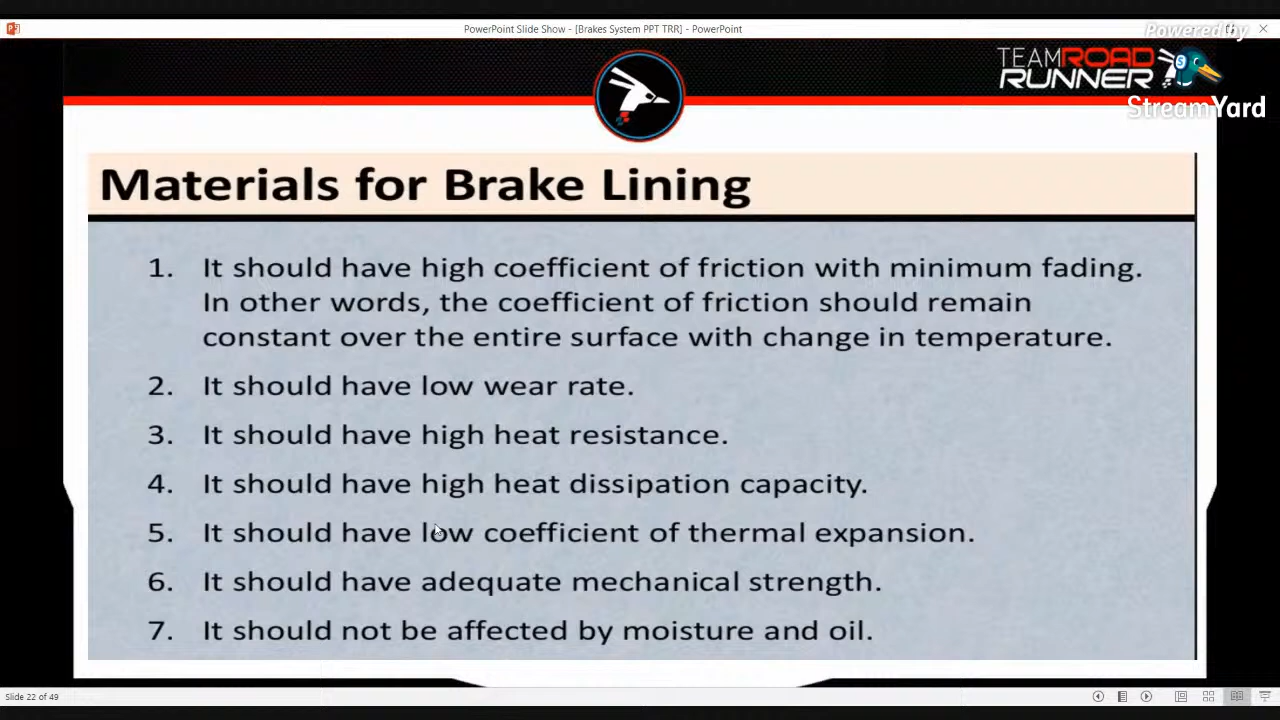 PowerPoint Slide Show - [Brakes System PPT TRR] - PowerPoint
Powered by
TEAMROAD
RUNNER
StreamYard
Materials for Brake Lining
1. It should have high coefficient of friction with minimum fading.
In other words, the coefficient of friction should remain
constant over the entire surface with change in temperature.
2. It should have low wear rate.
3. It should have high heat resistance.
4. It should have high heat dissipation capacity.
5. It should have low coefficient of thermal expansion.
6. It should have adequate mechanical strength.
7. It should not be affected by moisture and oil.
Slide 22 of 49